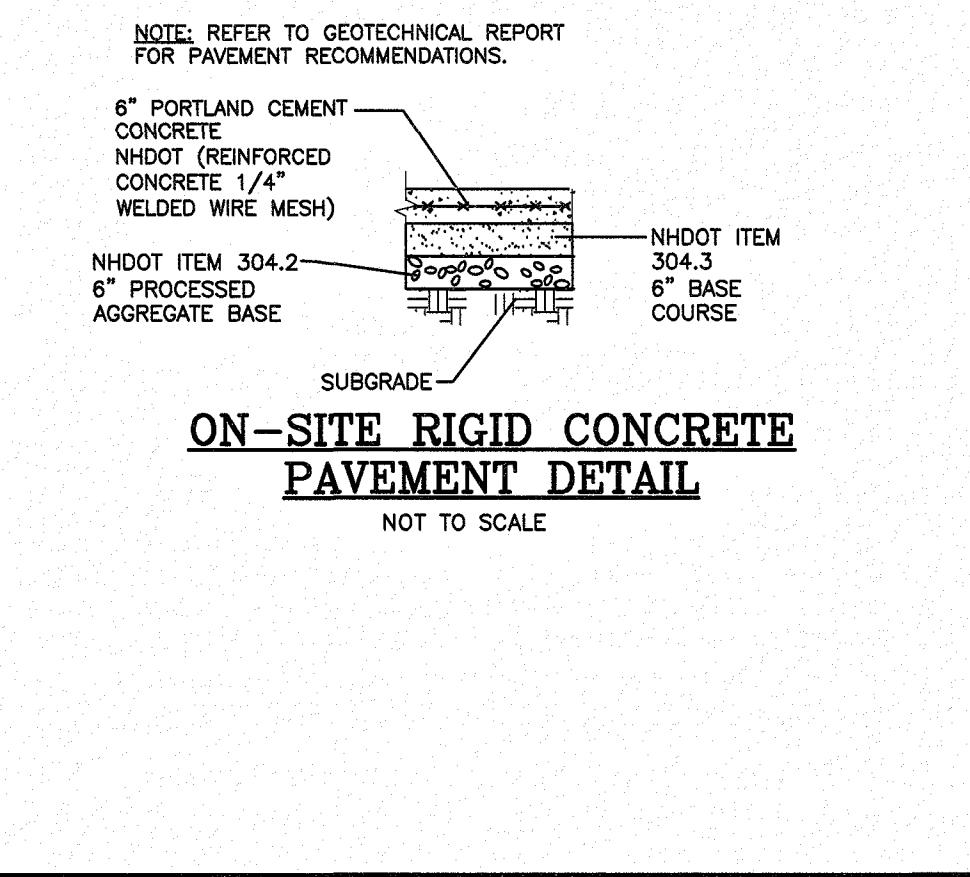 NOTE: REFER TO GEOTECHNICAL REPORT
FOR PAVEMENT RECOMMENDATIONS.
6" PORTLAND CEMENT
CONCRETE
NHDOT (REINFORCED
CONCRETE 1/4"
WELDED WIRE MESH)
NHDOT ITEM 304.2
6" PROCESSED
AGGREGATE BASE
NHDOT ITEM
304.3
6" BASE
COURSE
SUBGRADE
ON-SITE RIGID CONCRETE
PAVEMENT DETAIL
NOT TO SCALE